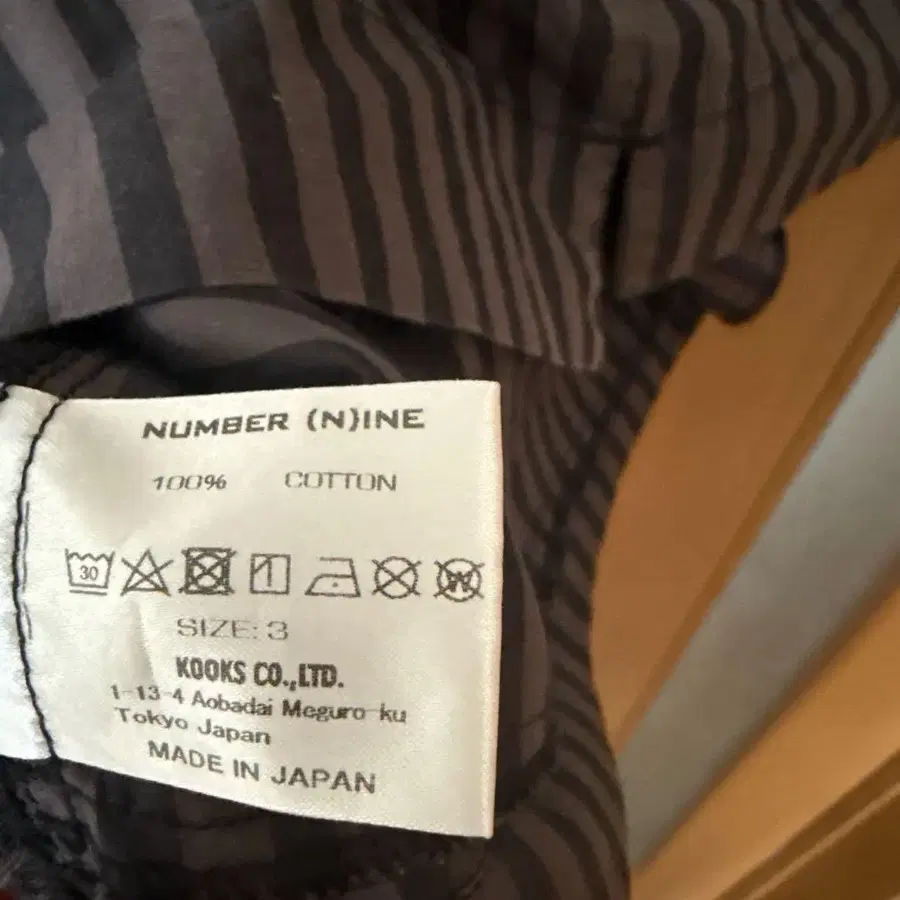 NUMBER (N)INE
100% COTTON
30 W
SIZE: 3
KOOKS CO.,LTD.
1-13-4 Aobadai Meguro-ku
Tokyo Japan
MADE IN JAPAN